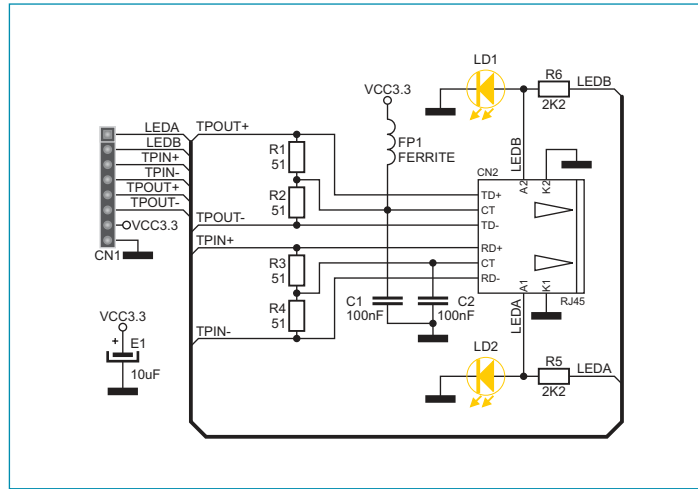 LD1
R6
LEDB
2K2
VCC3.3
FP1
FERRITE
LEDA
LEDB
TPIN+
TPIN-
TPOUT+
TPOUT-
VCC3.3
CN1
TPOUT+
R1
51
R2
51
TPOUT-
TPIN+
R3
51
R4
51
TPIN-
CN2
LEDB
A2
K2
TD+
CT
TD-
RD+
CT
RD-
A1
K1
RJ45
LEDA
C1
100nF
C2
100nF
VCC3.3
+
E1
10uF
LD2
R5
LEDA
2K2